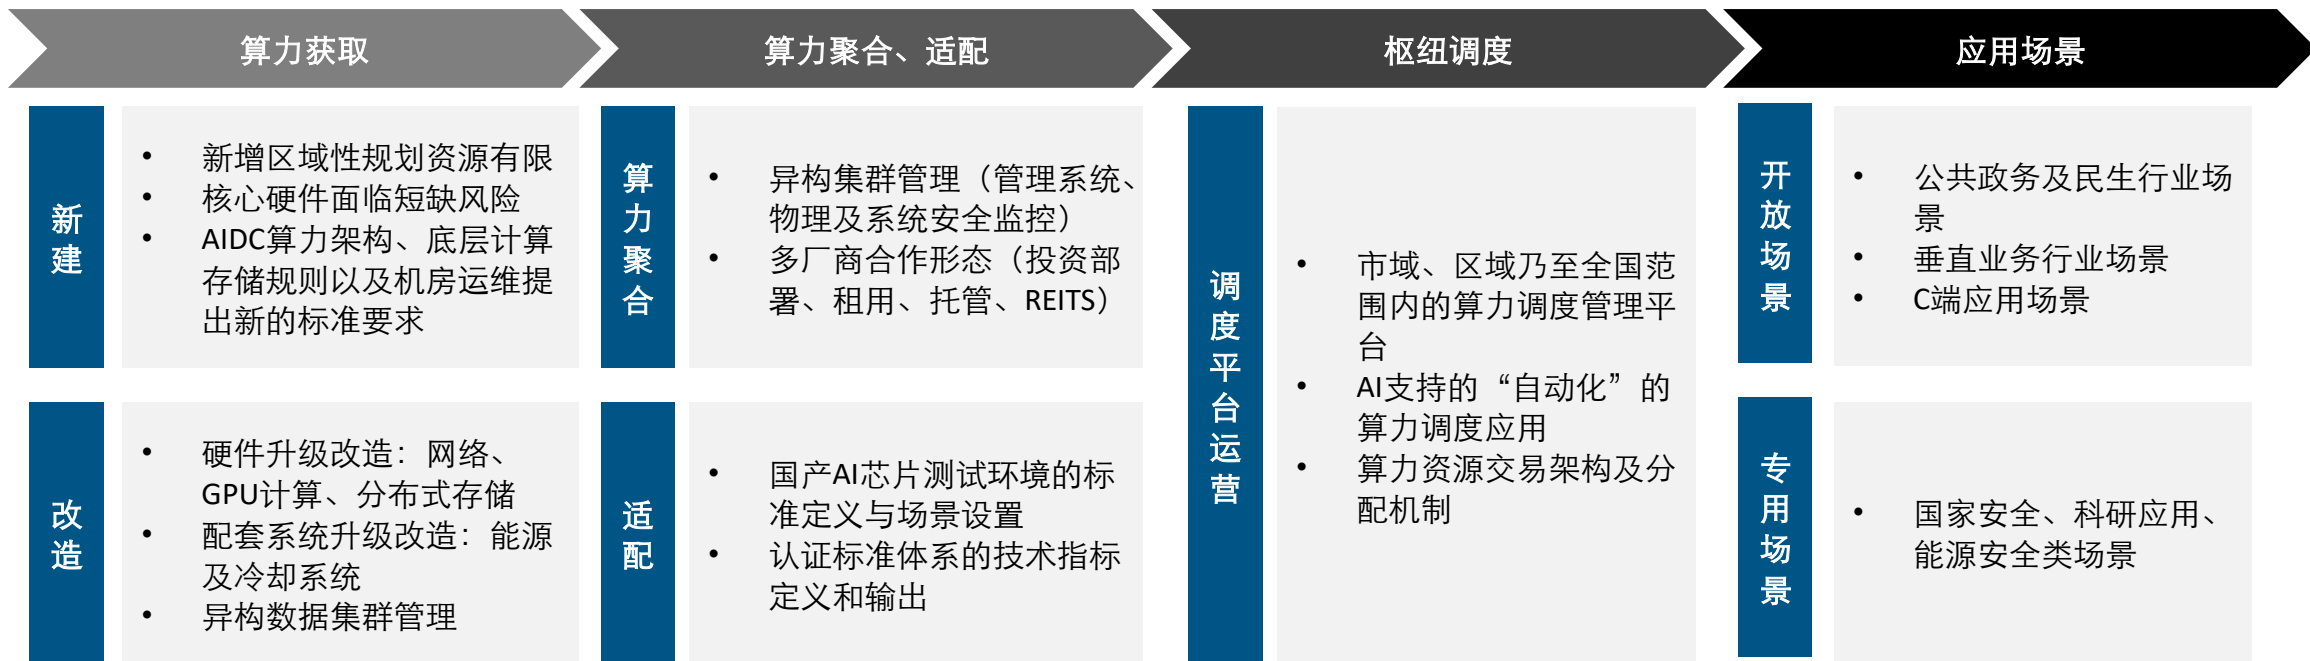 算力获取
算力聚合、适配
枢纽调度
应用场景
新建
• 新增区域性规划资源有限
• 核心硬件面临短缺风险
• AIDC算力架构、底层计算
存储规则以及机房运维提
出新的标准要求
改造
• 硬件升级改造：网络、
GPU计算、分布式存储
• 配套系统升级改造：能源
及冷却系统
• 异构数据集群管理
算力聚合
• 异构集群管理（管理系统、
物理及系统安全监控）
• 多厂商合作形态（投资部
署、租用、托管、REITS）
适配
• 国产AI芯片测试环境的标
准定义与场景设置
• 认证标准体系的技术指标
定义和输出
调度平台运营
• 市域、区域乃至全国范
围内的算力调度管理平
台
• AI支持的“自动化”的
算力调度应用
• 算力资源交易架构及分
配机制
开放场景
• 公共政务及民生行业场
景
• 垂直业务行业场景
• C端应用场景
专用场景
• 国家安全、科研应用、
能源安全类场景